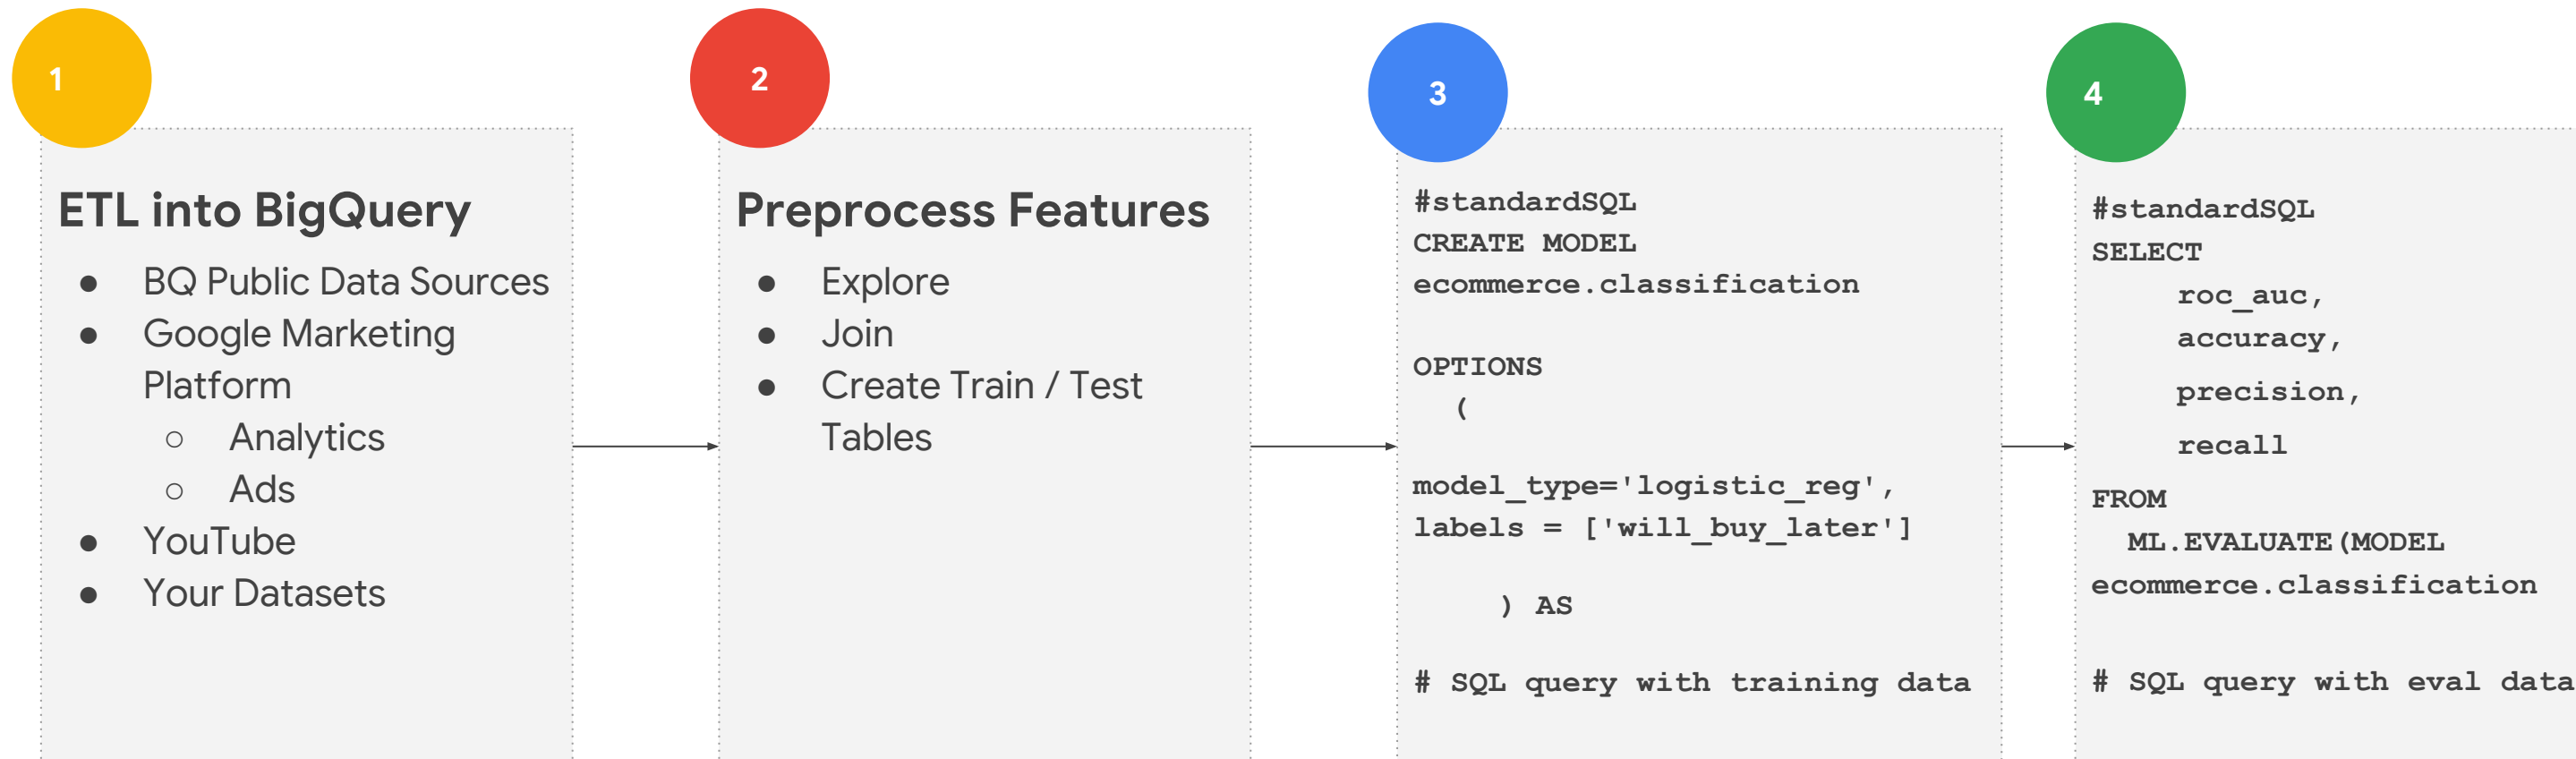 1
ETL into BigQuery
● BQ Public Data Sources
● Google Marketing
Platform
○ Analytics
○ Ads
● YouTube
● Your Datasets
2
Preprocess Features
● Explore
● Join
● Create Train / Test
Tables
3
#standardSQL
CREATE MODEL
ecommerce.classification
OPTIONS
(
model_type='logistic_reg',
labels = ['will_buy_later']
) AS
# SQL query with training data
4
#standardSQL
SELECT
roc_auc,
accuracy,
precision,
recall
FROM
ML.EVALUATE(MODEL
ecommerce.classification
# SQL query with eval data